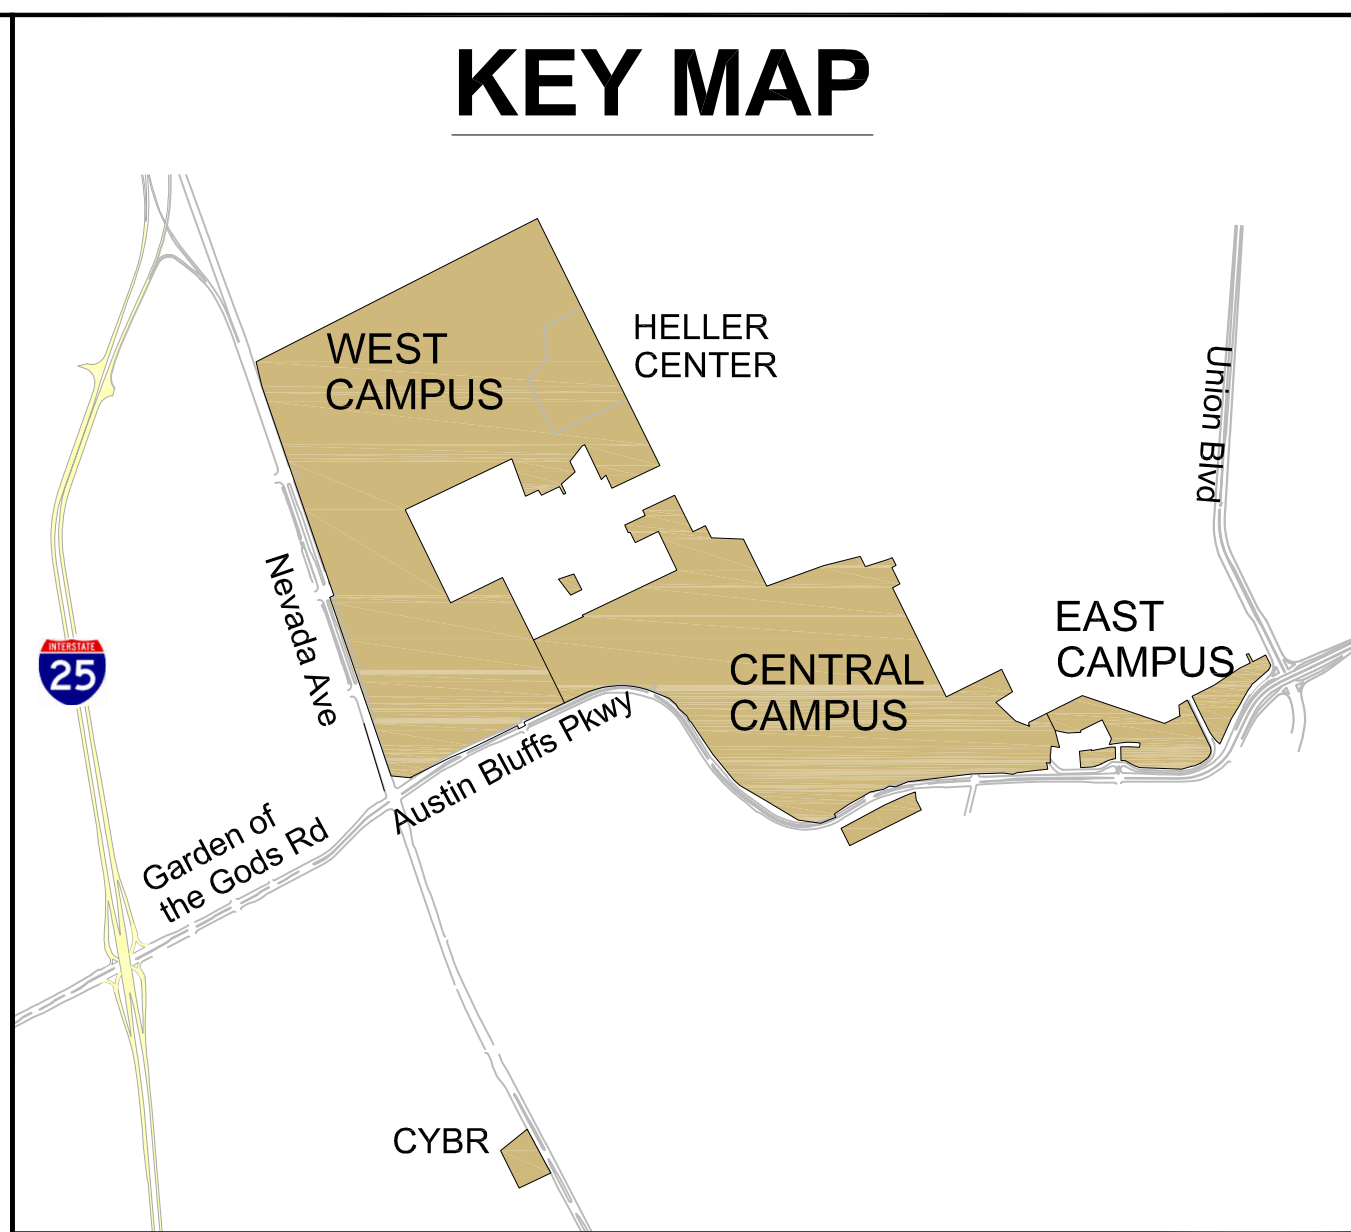 KEY MAP
WEST
CAMPUS
HELLER
CENTER
Union Blvd
Nevada Ave
EAST
CAMPUS
INTERSTATE
25
CENTRAL
CAMPUS
Austin Bluffs Pkwy
Garden of
the Gods Rd
CYBR